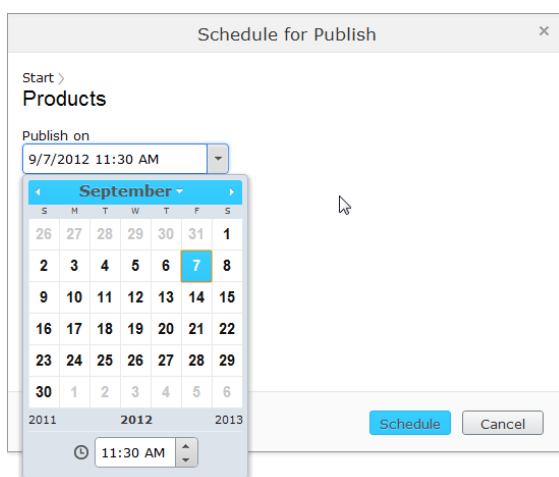 Schedule for Publish
Start
Products
Publish on
9/7/2012 11:30 AM
September
S M T W T F S
26 27 28 29 30 31 1
2 3 4 5 6 7 8
9 10 11 12 13 14 15
16 17 18 19 20 21 22
23 24 25 26 27 28 29
30 1 2 3 4 5 6
2011 2012 2013
Schedule Cancel
11:30 AM